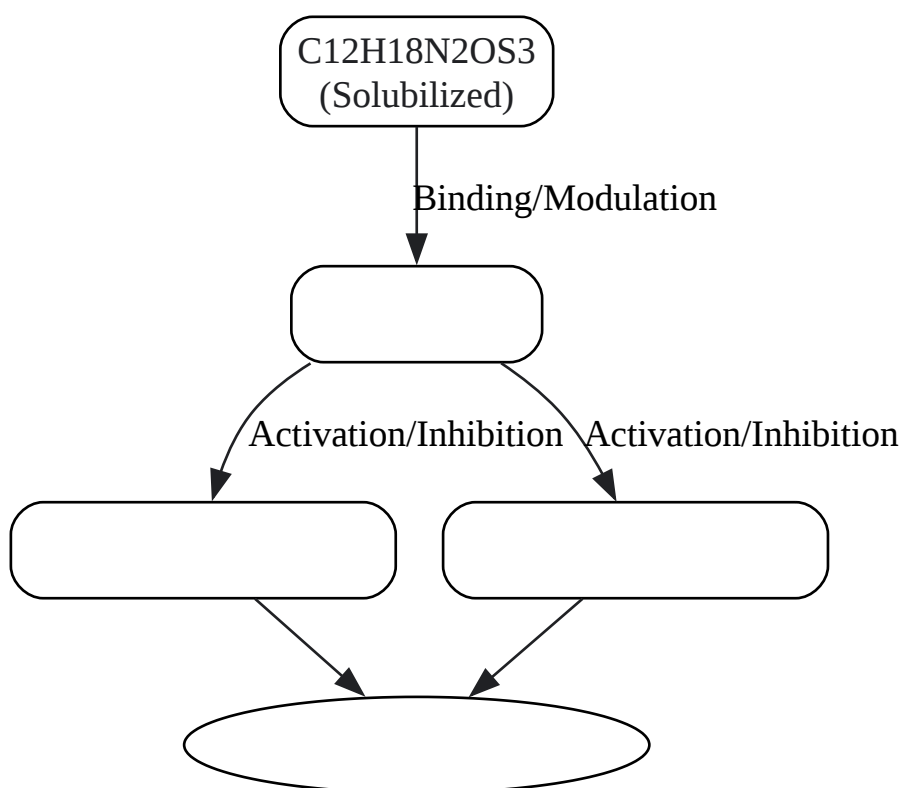 C12H18N2OS3
(Solubilized)
Binding/Modulation
Activation/Inhibition
Activation/Inhibition